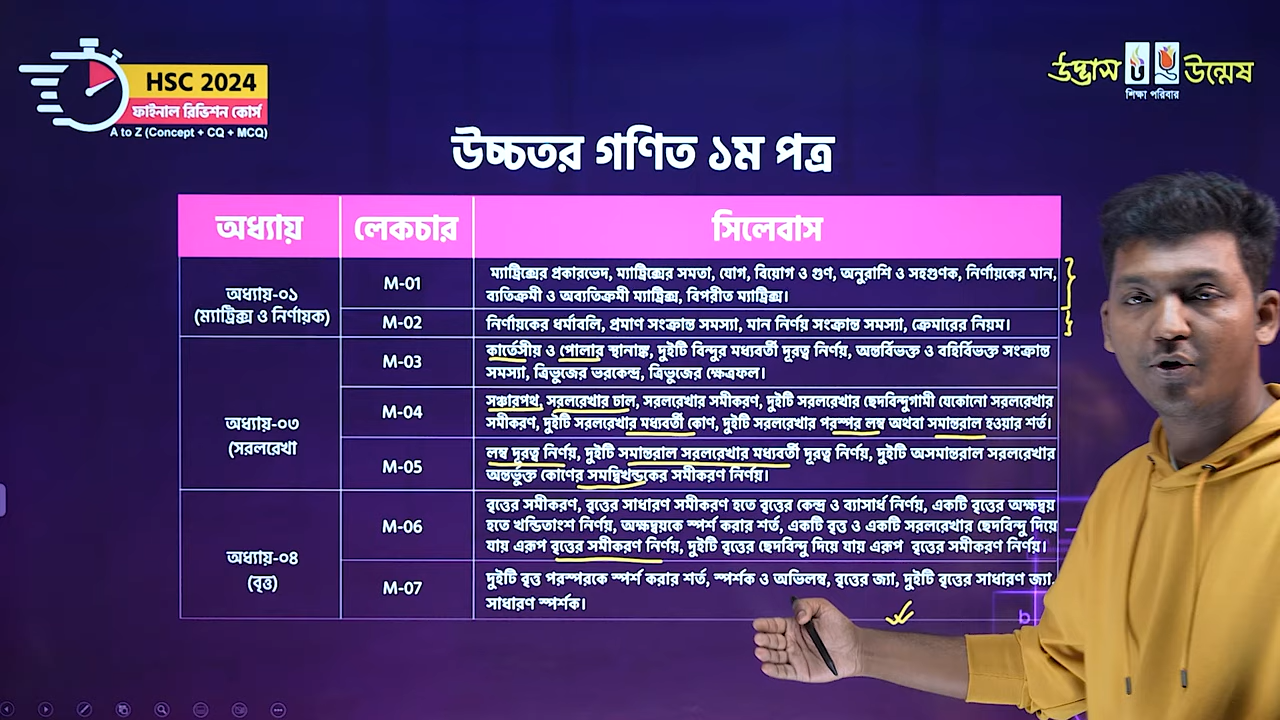 HSC 2024
ফাইনাল রিভিশন কোর্স
A to Z (Concept + CQ + MCQ)
উদ্ভাস উন্মেষ
শিক্ষা পরিবার
উচ্চতর গণিত ১ম পত্র
অধ্যায় লেকচার সিলেবাস
অধ্যায়-০১
(ম্যাট্রিক্স ও নির্ণায়ক)
M-01
ম্যাট্রিক্সের প্রকারভেদ, ম্যাট্রিক্সের সমতা, যোগ, বিয়োগ ও গুণ, অনুরাশি ও সহগুণক, নির্ণায়কের মান,
ব্যতিক্রমী ও অব্যতিক্রমী ম্যাট্রিক্স, বিপরীত ম্যাট্রিক্স।
M-02
নির্ণায়কের ধর্মাবলি, প্রমাণ সংক্রান্ত সমস্যা, মান নির্ণয় সংক্রান্ত সমস্যা, ক্রেমারের নিয়ম।
অধ্যায়-০৩
(সরলরেখা
M-03
কার্তেসীয় ও পোলার স্থানাঙ্ক, দুইটি বিন্দুর মধ্যবর্তী দূরত্ব নির্ণয়, অন্তর্বিভক্ত ও বহির্বিভক্ত সংক্রান্ত
সমস্যা, ত্রিভুজের ভরকেন্দ্র, ত্রিভুজের ক্ষেত্রফল।
M-04
সঞ্চারপথ, সরলরেখার ঢাল, সরলরেখার সমীকরণ, দুইটি সরলরেখার ছেদবিন্দুগামী যেকোনো সরলরেখার
সমীকরণ, দুইটি সরলরেখার মধ্যবর্তী কোণ, দুইটি সরলরেখার পরস্পর লম্ব অথবা সমান্তরাল হওয়ার শর্ত।
M-05
লম্ব দূরত্ব নির্ণয়, দুইটি সমান্তরাল সরলরেখার মধ্যবর্তী দূরত্ব নির্ণয়, দুইটি অসমান্তরাল সরলরেখার
অন্তর্ভুক্ত কোণের সমদ্বিখন্ডকের সমীকরণ নির্ণয়।
অধ্যায়-০৪
(বৃত্ত)
M-06
বৃত্তের সমীকরণ, বৃত্তের সাধারণ সমীকরণ হতে বৃত্তের কেন্দ্র ও ব্যাসার্ধ নির্ণয়, একটি বৃত্তের অক্ষদ্বয়
হতে খন্ডিতাংশ নির্ণয়, অক্ষদ্বয়কে স্পর্শ করার শর্ত, একটি বৃত্ত ও একটি সরলরেখার ছেদবিন্দু দিয়ে
যায় এরূপ বৃত্তের সমীকরণ নির্ণয়, দুইটি বৃত্তের ছেদবিন্দু দিয়ে যায় এরূপ বৃত্তের সমীকরণ নির্ণয়।
M-07
দুইটি বৃত্ত পরস্পরকে স্পর্শ করার শর্ত, স্পর্শক ও অভিলম্ব, বৃত্তের জ্যা, দুইটি বৃত্তের সাধারণ জ্যা,
সাধারণ স্পর্শক।
b